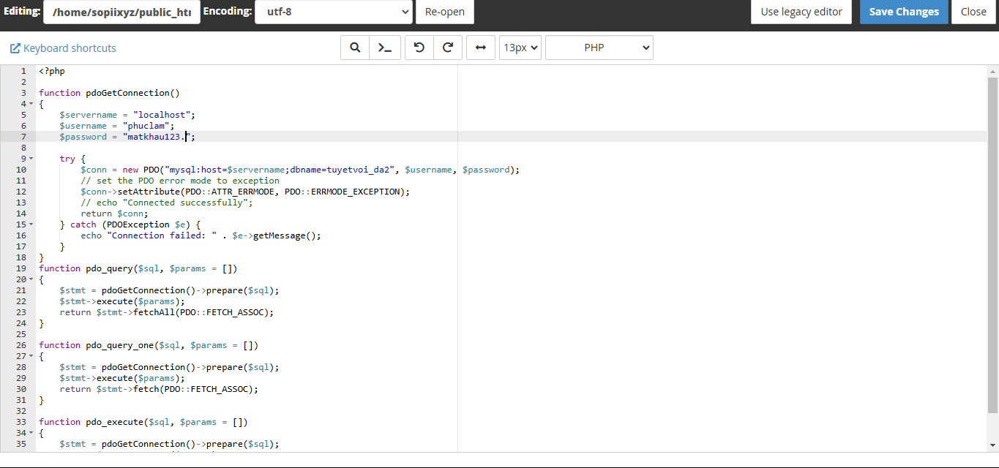 Editing: /home/sopiixyz/public_htı Encoding: utf-8 Re-open Use legacy editor Save Changes Close
Keyboard shortcuts 13px PHP
1 <?php
2
3 function pdoGetConnection()
4 {
5 $servername = "localhost";
6 $username = "phuclam";
7 $password = "matkhau123.";
8
9 try {
10 $conn = new PDO("mysql:host=$servername;dbname=tuyetvoi_da2", $username, $password);
11 // set the PDO error mode to exception
12 $conn->setAttribute(PDO::ATTR_ERRMODE, PDO::ERRMODE_EXCEPTION);
13 // echo "Connected successfully";
14 return $conn;
15 } catch (PDOException $e) {
16 echo "Connection failed: " . $e->getMessage();
17 }
18 }
19 function pdo_query($sql, $params = [])
20 {
21 $stmt = pdoGetConnection()->prepare($sql);
22 $stmt->execute($params);
23 return $stmt->fetchAll(PDO::FETCH_ASSOC);
24 }
25
26 function pdo_query_one($sql, $params = [])
27 {
28 $stmt = pdoGetConnection()->prepare($sql);
29 $stmt->execute($params);
30 return $stmt->fetch(PDO::FETCH_ASSOC);
31 }
32
33 function pdo_execute($sql, $params = [])
34 {
35 $stmt = pdoGetConnection()->prepare($sql);